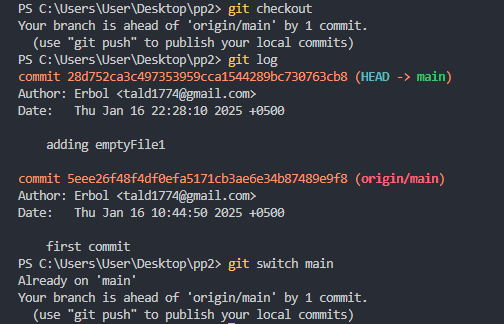 PS C:\Users\User\Desktop\pp2> git checkout
Your branch is ahead of 'origin/main' by 1 commit.
  (use "git push" to publish your local commits)
PS C:\Users\User\Desktop\pp2> git log
commit 28d752ca3c497353959cca1544289bc730763cb8 (HEAD -> main)
Author: Erbol <tald1774@gmail.com>
Date:   Thu Jan 16 22:28:10 2025 +0500

    adding emptyFile1

commit 5eee26f48f4df0efa5171cb3ae6e34b87489e9f8 (origin/main)
Author: Erbol <tald1774@gmail.com>
Date:   Thu Jan 16 10:44:50 2025 +0500

    first commit
PS C:\Users\User\Desktop\pp2> git switch main
Already on 'main'
Your branch is ahead of 'origin/main' by 1 commit.
  (use "git push" to publish your local commits)